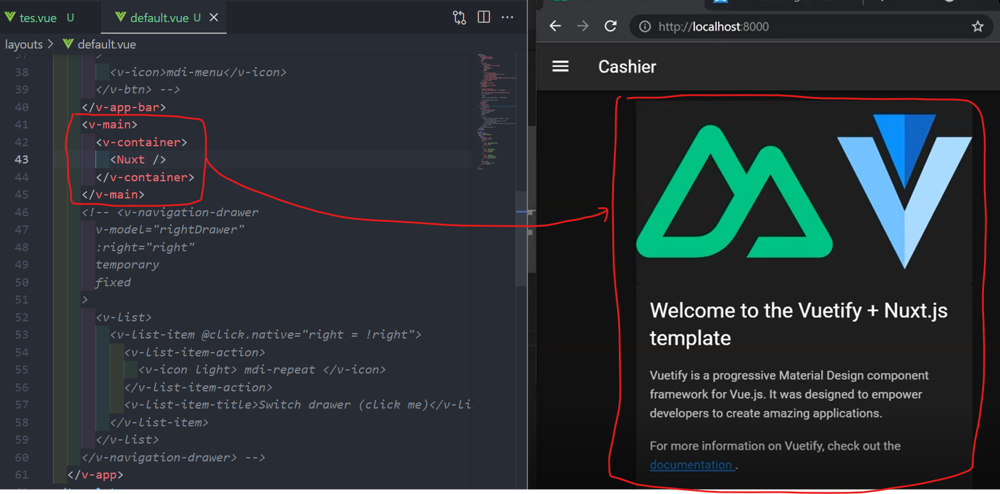 tes.vue U
default.vue U
layouts > default.vue
37 >
38 <v-icon>mdi-menu</v-icon>
39 </v-btn> -->
40 </v-app-bar>
41 <v-main>
42 <v-container>
43 <Nuxt />
44 </v-container>
45 </v-main>
46 <!-- <v-navigation-drawer
47 v-model="rightDrawer"
48 :right="right"
49 temporary
50 fixed
51 >
52 <v-list>
53 <v-list-item @click.native="right = !right">
54 <v-list-item-action>
55 <v-icon light> mdi-repeat </v-icon>
56 </v-list-item-action>
57 <v-list-item-title>Switch drawer (click me)</v-li
58 </v-list-item>
59 </v-list>
60 </v-navigation-drawer> -->
61 </v-app>
http://localhost:8000
Cashier
Welcome to the Vuetify + Nuxt.js
template
Vuetify is a progressive Material Design component
framework for Vue.js. It was designed to empower
developers to create amazing applications.
For more information on Vuetify, check out the
documentation .